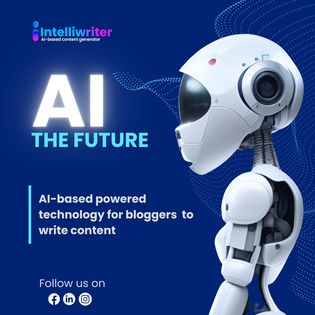 intelliwriter
AI-based content generator
AI
THE FUTURE
AI-based powered
technology for bloggers to
write content
Follow us on